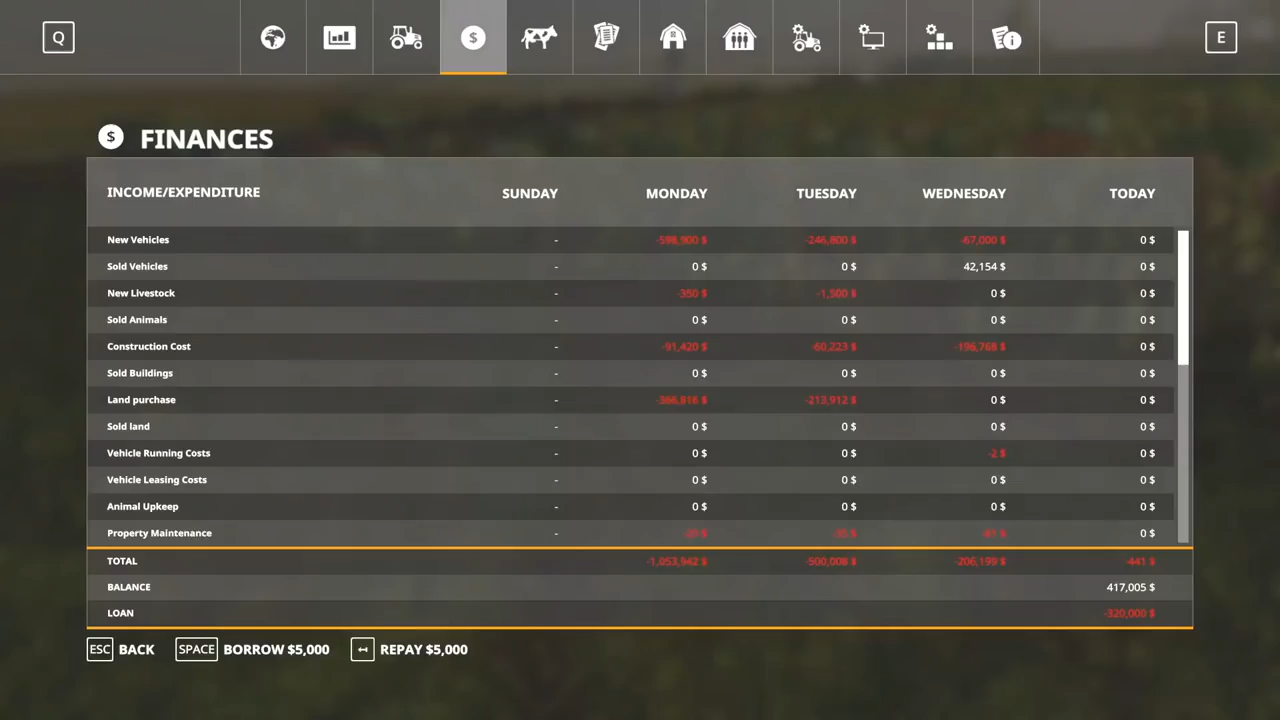 Q
E
$ FINANCES
INCOME/EXPENDITURE SUNDAY MONDAY TUESDAY WEDNESDAY TODAY
New Vehicles - -598,900 $ -246,800 $ -67,000 $ 0 $
Sold Vehicles - 0 $ 0 $ 42,154 $ 0 $
New Livestock - -350 $ -1,500 $ 0 $ 0 $
Sold Animals - 0 $ 0 $ 0 $ 0 $
Construction Cost - -91,420 $ -60,223 $ -196,768 $ 0 $
Sold Buildings - 0 $ 0 $ 0 $ 0 $
Land purchase - -366,816 $ -213,912 $ 0 $ 0 $
Sold land - 0 $ 0 $ 0 $ 0 $
Vehicle Running Costs - 0 $ 0 $ -2 $ 0 $
Vehicle Leasing Costs - 0 $ 0 $ 0 $ 0 $
Animal Upkeep - 0 $ 0 $ 0 $ 0 $
Property Maintenance - 0 $
TOTAL -1,053,942 $ -500,008 $ -206,199 $ -441 $
BALANCE 417,005 $
LOAN -320,000 $
ESC BACK SPACE BORROW $5,000 ↔ REPAY $5,000